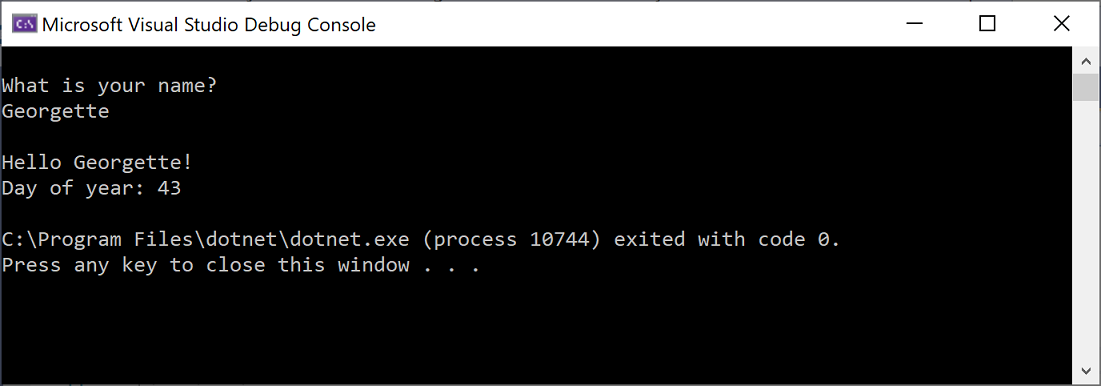 Microsoft Visual Studio Debug Console
What is your name?
Georgette
Hello Georgette!
Day of year: 43
C:\Program Files\dotnet\dotnet.exe (process 10744) exited with code 0.
Press any key to close this window . . .